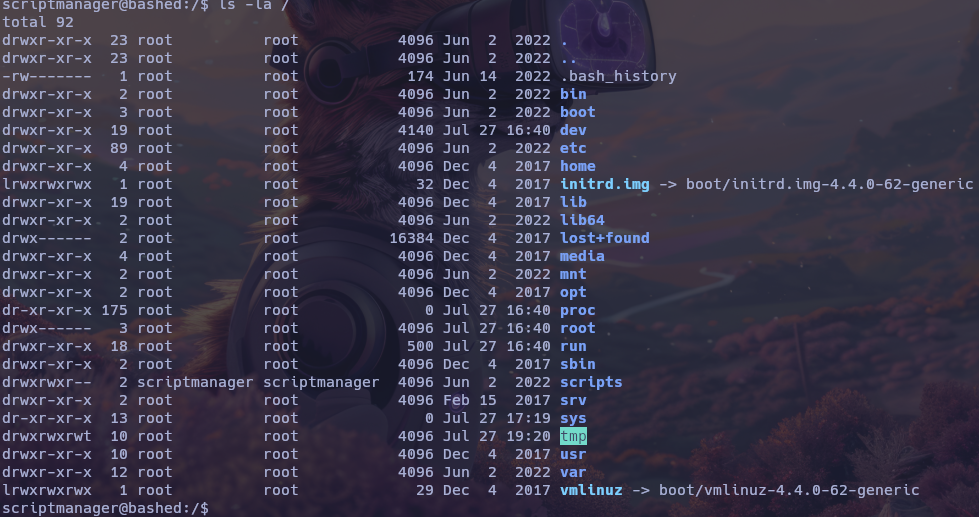 scriptmanager@bashed:/$ ls -la /
total 92
drwxr-xr-x  23 root          root           4096 Jun  2  2022 .
drwxr-xr-x  23 root          root           4096 Jun  2  2022 ..
-rw-------   1 root          root            174 Jun 14  2022 .bash_history
drwxr-xr-x   2 root          root           4096 Jun  2  2022 bin
drwxr-xr-x   3 root          root           4096 Jun  2  2022 boot
drwxr-xr-x  19 root          root           4140 Jul 27 16:40 dev
drwxr-xr-x  89 root          root           4096 Jun  2  2022 etc
drwxr-xr-x   4 root          root           4096 Dec  4  2017 home
lrwxrwxrwx   1 root          root             32 Dec  4  2017 initrd.img -> boot/initrd.img-4.4.0-62-generic
drwxr-xr-x  19 root          root           4096 Dec  4  2017 lib
drwxr-xr-x   2 root          root           4096 Jun  2  2022 lib64
drwx------   2 root          root          16384 Dec  4  2017 lost+found
drwxr-xr-x   4 root          root           4096 Dec  4  2017 media
drwxr-xr-x   2 root          root           4096 Jun  2  2022 mnt
drwxr-xr-x   2 root          root           4096 Dec  4  2017 opt
dr-xr-xr-x 175 root          root              0 Jul 27 16:40 proc
drwx------   3 root          root           4096 Jul 27 16:40 root
drwxr-xr-x  18 root          root            500 Jul 27 16:40 run
drwxr-xr-x   2 root          root           4096 Dec  4  2017 sbin
drwxrwxr--   2 scriptmanager scriptmanager  4096 Jun  2  2022 scripts
drwxr-xr-x   2 root          root           4096 Feb 15  2017 srv
dr-xr-xr-x  13 root          root              0 Jul 27 17:19 sys
drwxrwxrwt  10 root          root           4096 Jul 27 19:20 tmp
drwxr-xr-x  10 root          root           4096 Dec  4  2017 usr
drwxr-xr-x  12 root          root           4096 Jun  2  2022 var
lrwxrwxrwx   1 root          root             29 Dec  4  2017 vmlinuz -> boot/vmlinuz-4.4.0-62-generic
scriptmanager@bashed:/$